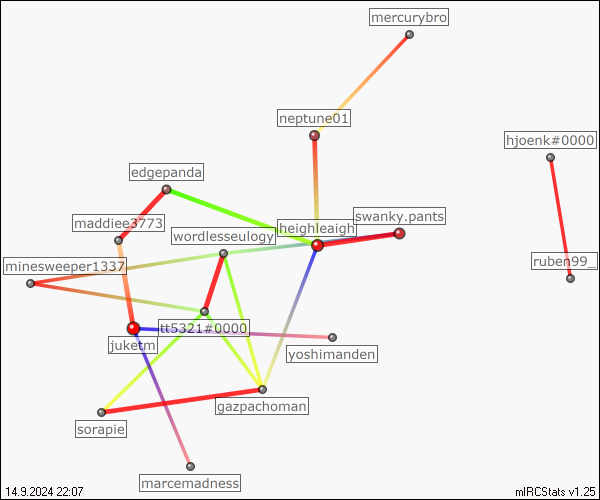 mercurybro
neptune01
hjoenk#0000
edgepanda
swanky.pants
maddiee3773
heighleaigh
wordlesseulogy
ruben99_
minesweeper1337
tt5321#0000
juketm
yoshimanden
gazpachoman
sorapie
marcemadness
14.9.2024 22:07
mIRCStats v1.25